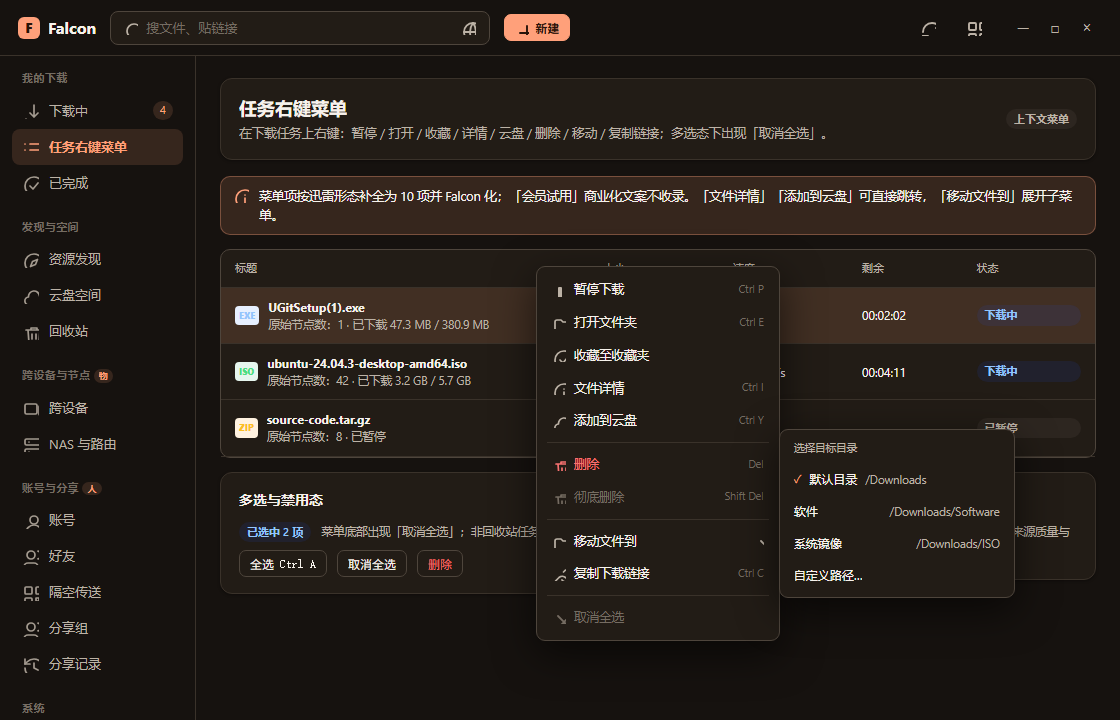 F Falcon
搜文件、贴链接
新建
我的下载
下载中 4
任务右键菜单
已完成
发现与空间
资源发现
云盘空间
回收站
跨设备与节点 物
跨设备
NAS 与路由
账号与分享 人
账号
好友
隔空传送
分享组
分享记录
系统
任务右键菜单
在下载任务上右键：暂停 / 打开 / 收藏 / 详情 / 云盘 / 删除 / 移动 / 复制链接；多选态下出现「取消全选」。
上下文菜单
菜单项按迅雷形态补全为 10 项并 Falcon 化；「会员试用」商业化文案不收录。「文件详情」「添加到云盘」可直接跳转，「移动文件到」展开子菜
单。
标题 剩余 状态
EXE UGitSetup(1).exe
原始节点数：1 · 已下载 47.3 MB / 380.9 MB
00:02:02 下载中
ISO ubuntu-24.04.3-desktop-amd64.iso
原始节点数：42 · 已下载 3.2 GB / 5.7 GB
00:04:11 下载中
ZIP source-code.tar.gz
原始节点数：8 · 已暂停
已暂停
多选与禁用态
已选中 2 项 菜单底部出现「取消全选」；非回收站任务 来源质量与
全选 Ctrl A 取消全选 删除
暂停下载 Ctrl P
打开文件夹 Ctrl E
收藏至收藏夹
文件详情 Ctrl I
添加到云盘 Ctrl Y
删除 Del
彻底删除 Shift Del
移动文件到
复制下载链接 Ctrl C
取消全选
选择目标目录
✓ 默认目录 /Downloads
软件 /Downloads/Software
系统镜像 /Downloads/ISO
自定义路径...